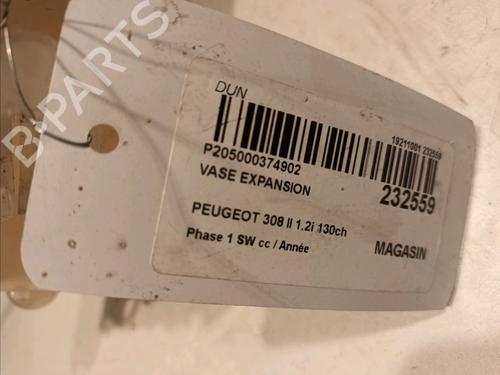 DUN
19211001 232559
P205000374902
232559
VASE EXPANSION
PEUGEOT 308 II 1.2i 130ch
Phase 1 SW cc / Année
MAGASIN
B-PARTS